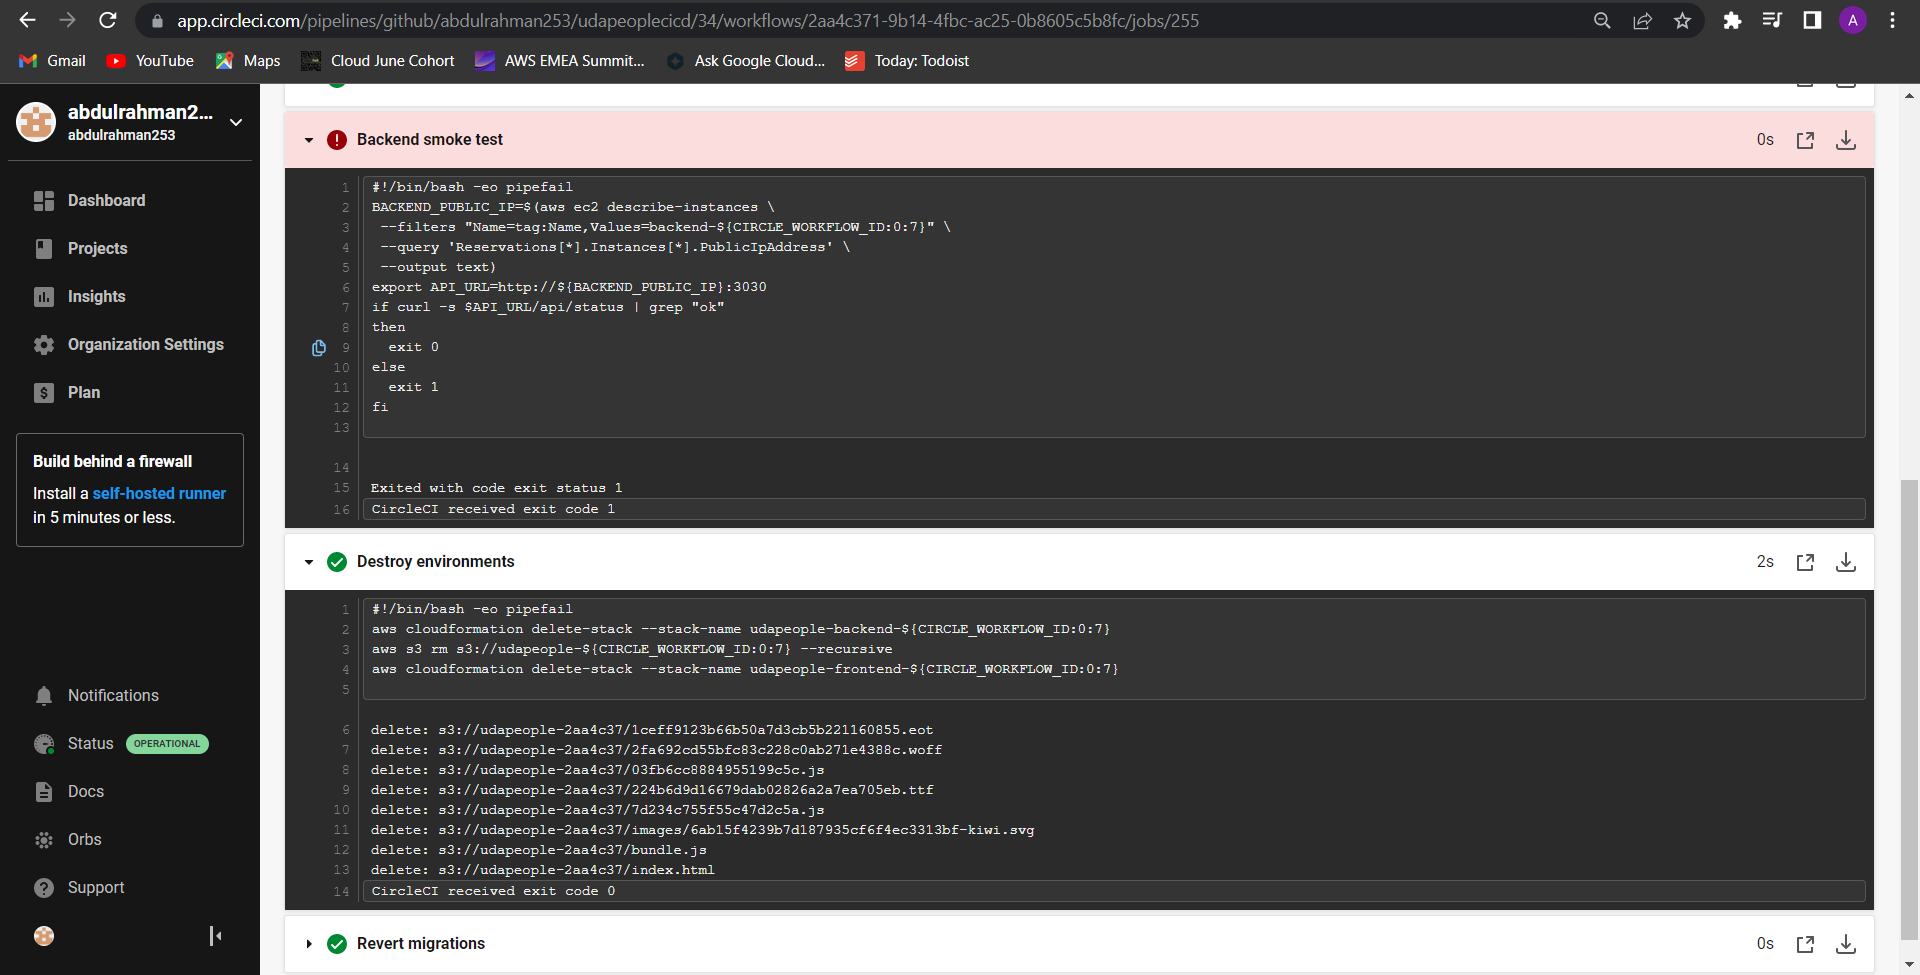 app.circleci.com/pipelines/github/abdulrahman253/udapeoplecicd/34/workflows/2aa4c371-9b14-4fbc-ac25-0b8605c5b8fc/jobs/255
A
Gmail
YouTube
Maps
Cloud June Cohort
AWS EMEA Summit...
Ask Google Cloud...
Today: Todoist
abdulrahman2...
abdulrahman253
Dashboard
Projects
Insights
Organization Settings
Plan
Build behind a firewall
Install a self-hosted runner
in 5 minutes or less.
Notifications
Status OPERATIONAL
Docs
Orbs
Support
Backend smoke test 0s
1 #!/bin/bash -eo pipefail
2 BACKEND_PUBLIC_IP=$(aws ec2 describe-instances \
3 --filters "Name=tag:Name,Values=backend-${CIRCLE_WORKFLOW_ID:0:7}" \
4 --query 'Reservations[*].Instances[*].PublicIpAddress' \
5 --output text)
6 export API_URL=http://${BACKEND_PUBLIC_IP}:3030
7 if curl -s $API_URL/api/status | grep "ok"
8 then
9 exit 0
10 else
11 exit 1
12 fi
13
14
15 Exited with code exit status 1
16 CircleCI received exit code 1
Destroy environments 2s
1 #!/bin/bash -eo pipefail
2 aws cloudformation delete-stack --stack-name udapeople-backend-${CIRCLE_WORKFLOW_ID:0:7}
3 aws s3 rm s3://udapeople-${CIRCLE_WORKFLOW_ID:0:7} --recursive
4 aws cloudformation delete-stack --stack-name udapeople-frontend-${CIRCLE_WORKFLOW_ID:0:7}
5
6 delete: s3://udapeople-2aa4c37/1ceff9123b66b50a7d3cb5b221160855.eot
7 delete: s3://udapeople-2aa4c37/2fa692cd55bfc83c228c0ab271e4388c.woff
8 delete: s3://udapeople-2aa4c37/03fb6cc8884955199c5c.js
9 delete: s3://udapeople-2aa4c37/224b6d9d16679dab02826a2a7ea705eb.ttf
10 delete: s3://udapeople-2aa4c37/7d234c755f55c47d2c5a.js
11 delete: s3://udapeople-2aa4c37/images/6ab15f4239b7d187935cf6f4ec3313bf-kiwi.svg
12 delete: s3://udapeople-2aa4c37/bundle.js
13 delete: s3://udapeople-2aa4c37/index.html
14 CircleCI received exit code 0
Revert migrations 0s